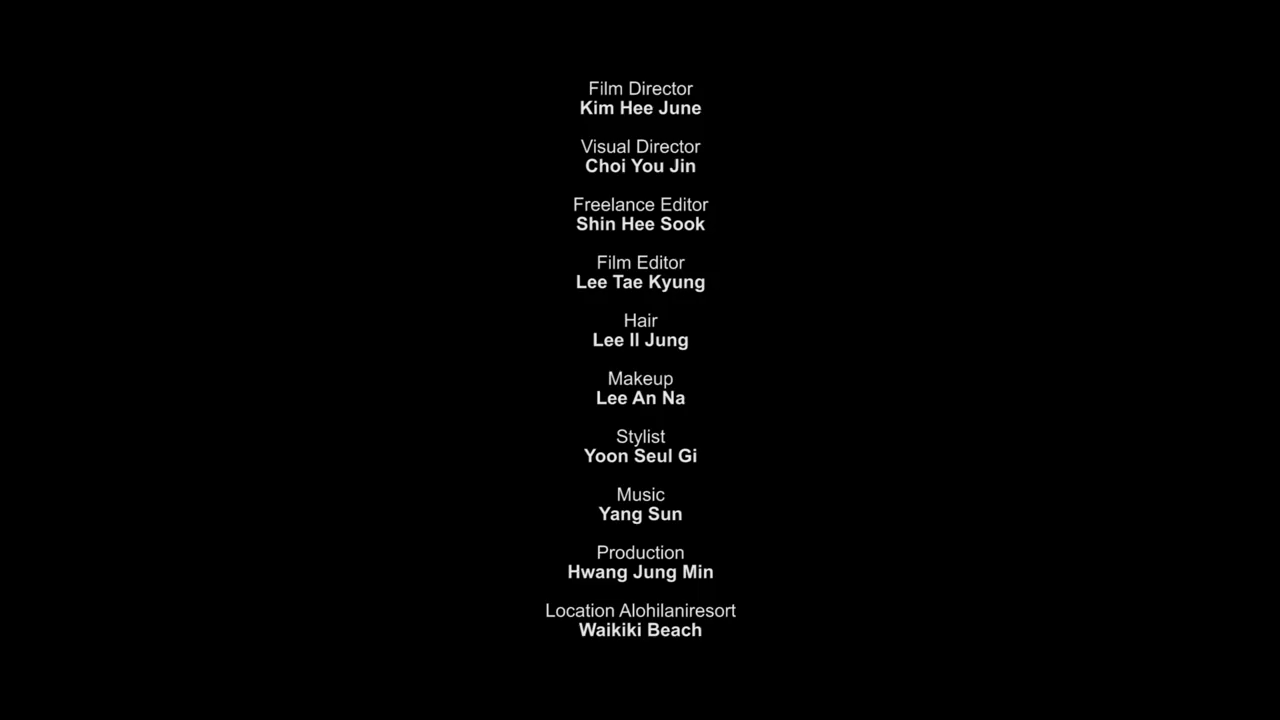 Film Director
Kim Hee June
Visual Director
Choi You Jin
Freelance Editor
Shin Hee Sook
Film Editor
Lee Tae Kyung
Hair
Lee Il Jung
Makeup
Lee An Na
Stylist
Yoon Seul Gi
Music
Yang Sun
Production
Hwang Jung Min
Location Alohilaniresort
Waikiki Beach